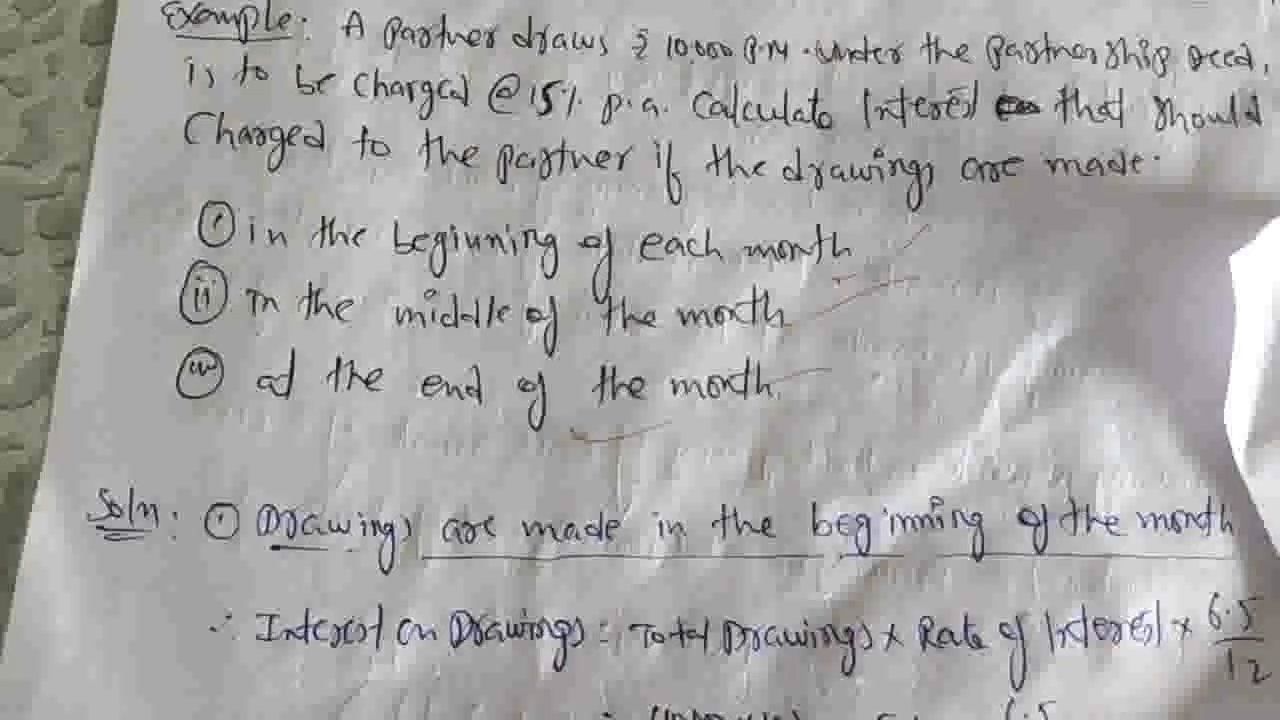 Example: A Partner draws ₹ 10,000 P.M. under the Partnership Deed,
is to be Charged @ 15% p.a. Calculate Interest that should
Charged to the partner if the drawings are made.
(i) in the beginning of each month
(ii) in the middle of the month
(iii) at the end of the month
Soln: (i) Drawings are made in the beginning of the month
∴ Interest on Drawings = Total Drawings x Rate of Interest x 6.5/12
6.5